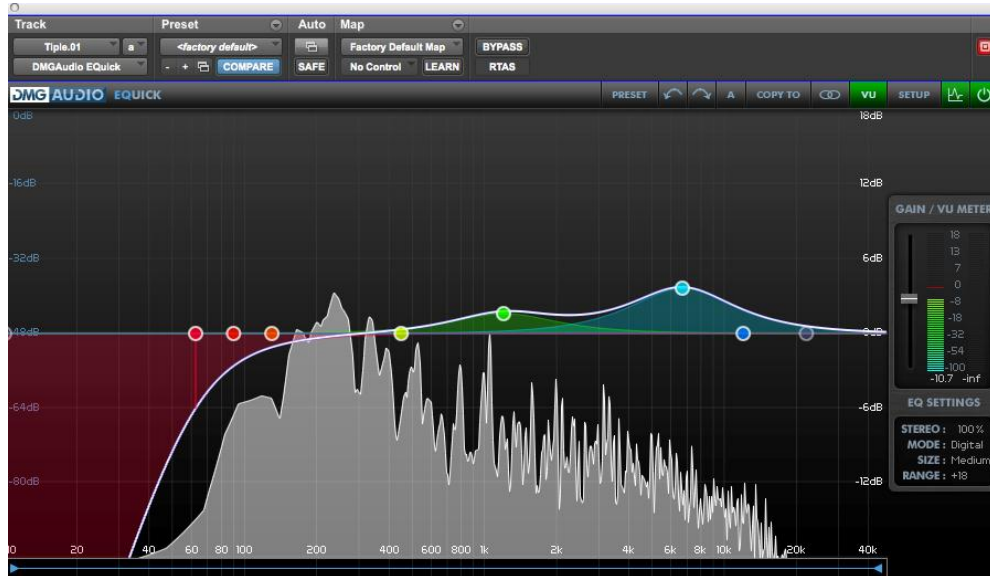 Track Preset Auto Map
Tiple.01 a <factory default> Factory Default Map BYPASS
DMGAudio EQuick - + COMPARE SAFE No Control LEARN RTAS
DMG AUDIO EQUICK PRESET A COPY TO VU SETUP
0dB 18dB
-16dB 12dB
-32dB 6dB
-48dB 0dB
-64dB -6dB
-80dB -12dB
10 20 40 60 80 100 200 400 600 800 1k 2k 4k 6k 8k 10k 20k 40k
GAIN / VU METER
18
13
7
0
-8
-18
-32
-54
-100
-10.7 -inf
EQ SETTINGS
STEREO : 100%
MODE : Digital
SIZE : Medium
RANGE : +18